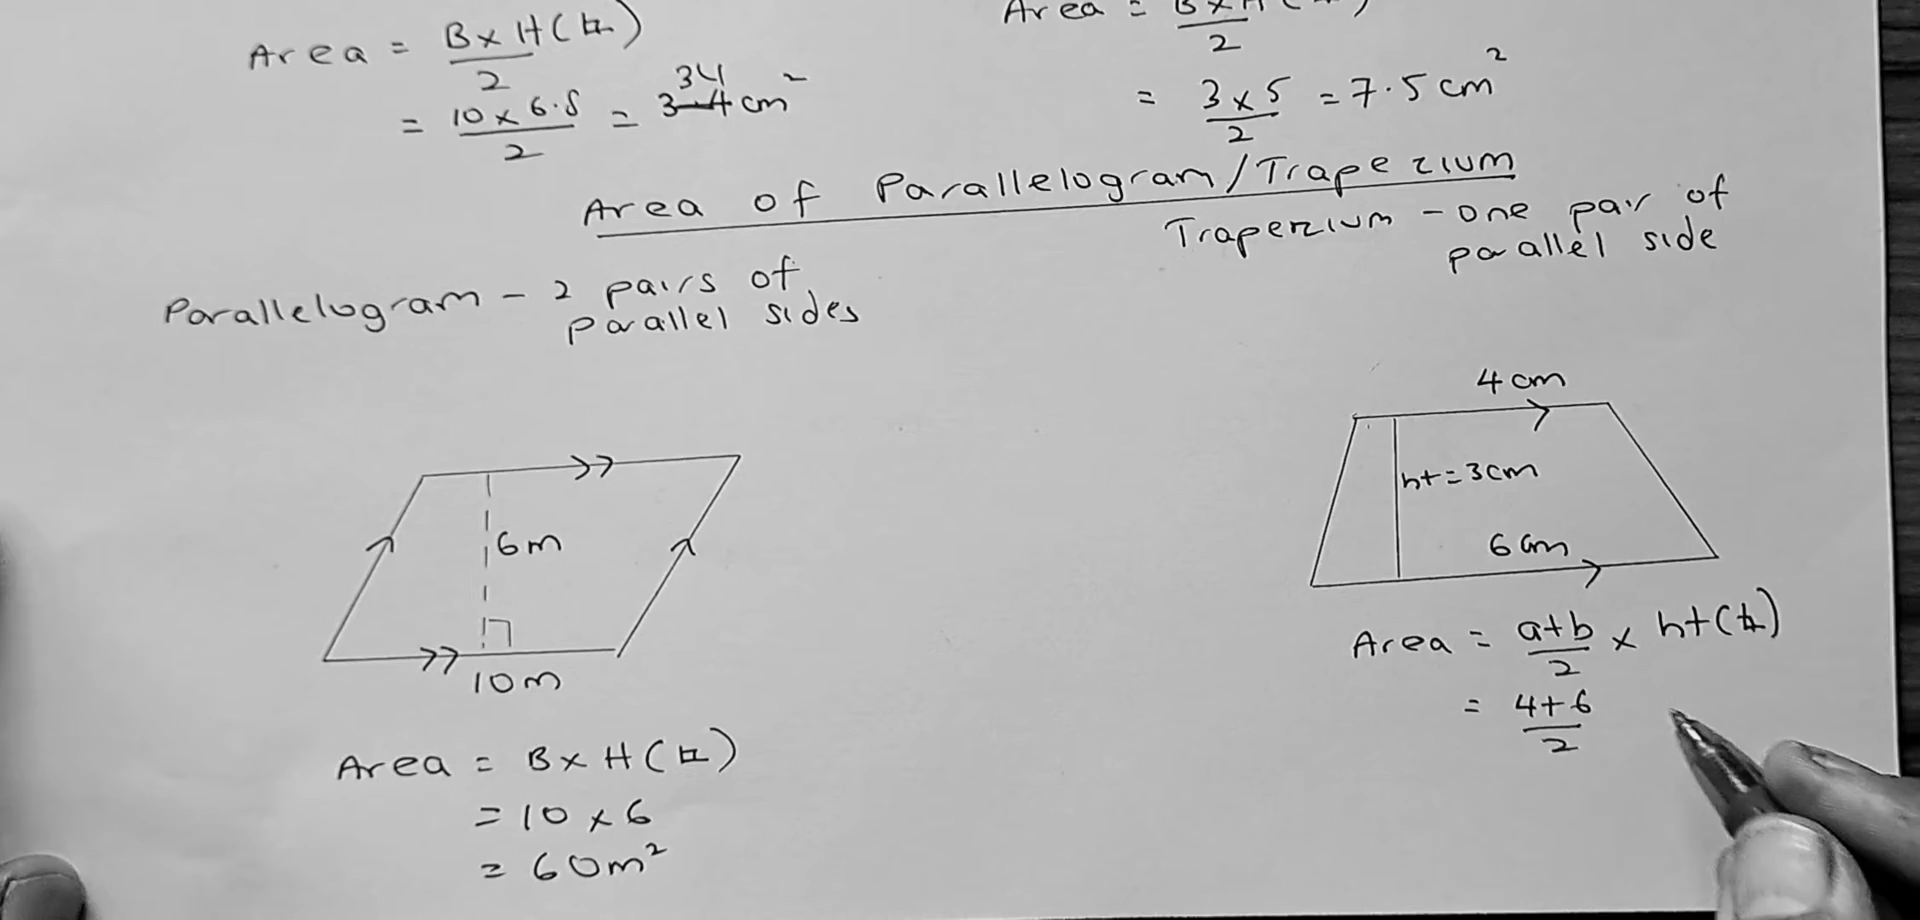 Area = B x H (⊥)
2
= 10 x 6.5 = 34 cm²
2
Area = B x H
2
= 3 x 5 = 7.5 cm²
2
Area of Parallelogram/Trapezium
Parallelogram - 2 pairs of
parallel sides
Trapezium - one pair of
parallel side
6m
10m
Area = B x H (⊥)
= 10 x 6
= 60m²
4 cm
ht = 3cm
6 cm
Area = a+b x ht (⊥)
2
= 4+6
2